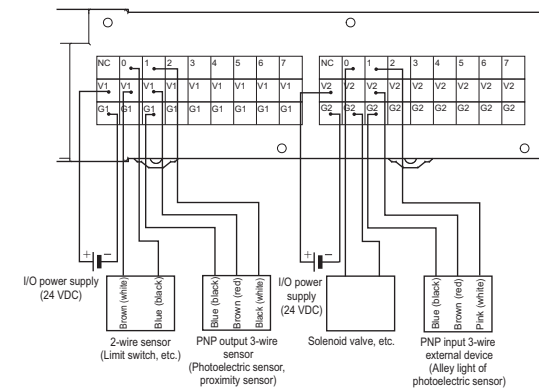 NC 0 1 2 3 4 5 6 7
V1 V1 V1 V1 V1 V1 V1 V1 V1
G1 G1 G1 G1 G1 G1 G1 G1 G1
NC 0 1 2 3 4 5 6 7
V2 V2 V2 V2 V2 V2 V2 V2 V2
G2 G2 G2 G2 G2 G2 G2 G2 G2
+ −
I/O power supply
(24 VDC)
Brown (white)
Blue (black)
2-wire sensor
(Limit switch, etc.)
Blue (black)
Brown (red)
Black (white)
PNP output 3-wire
sensor
(Photoelectric sensor,
proximity sensor)
+ −
I/O power
supply
(24 VDC)
Solenoid valve, etc.
Blue (black)
Brown (red)
Pink (white)
PNP input 3-wire
external device
(Alley light of
photoelectric sensor)